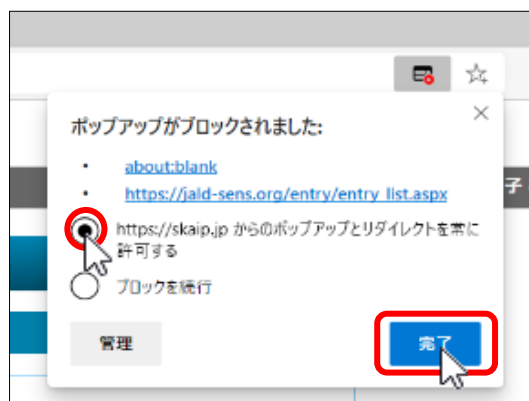 ポップアップがブロックされました:
• about:blank
• https://jald-sens.org/entry/entry_list.aspx
子
https://skaip.jp からのポップアップとリダイレクトを常に
許可する
ブロックを続行
管理
完了